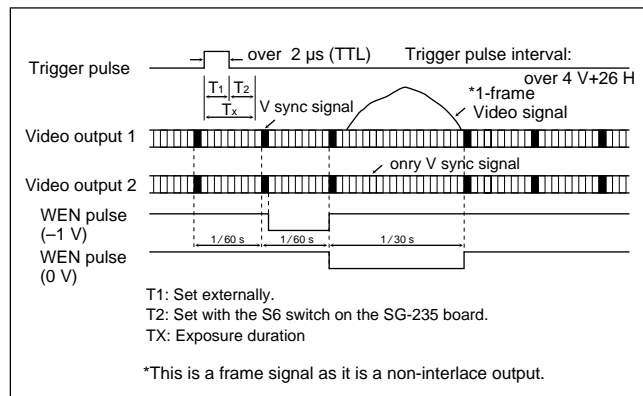 over 2 µs (TTL)
Trigger pulse interval:
Trigger pulse
over 4 V+26 H
T1
T2
Tx
V sync signal
*1-frame
Video signal
Video output 1
onry V sync signal
Video output 2
WEN pulse
(–1 V)
1/60 s
1/60 s
1/30 s
WEN pulse
(0 V)
T1: Set externally.
T2: Set with the S6 switch on the SG-235 board.
TX: Exposure duration
*This is a frame signal as it is a non-interlace output.